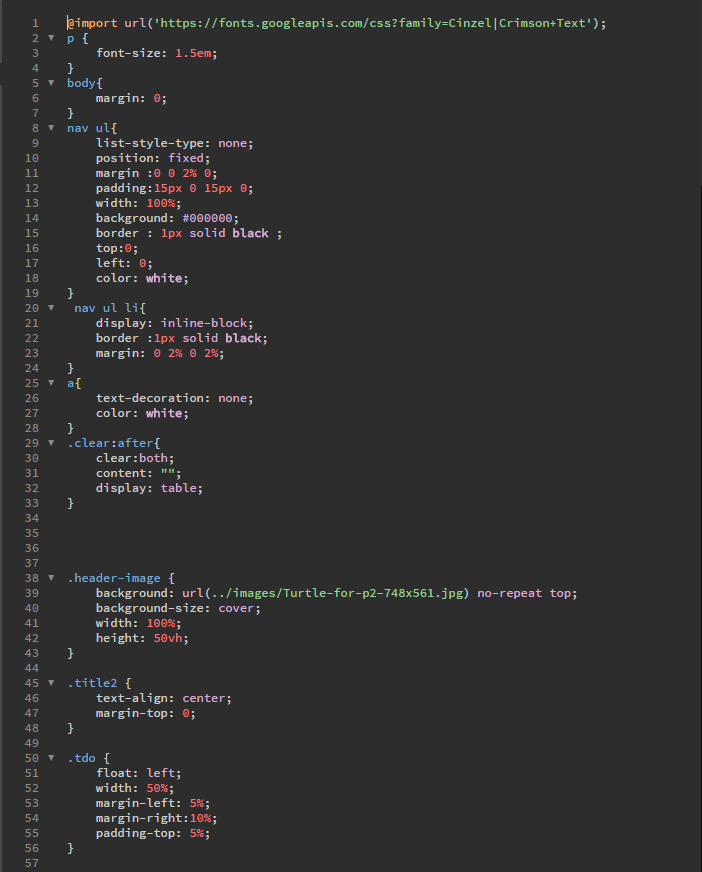 1 @import url('https://fonts.googleapis.com/css?family=Cinzel|Crimson+Text');
2 p {
3 font-size: 1.5em;
4 }
5 body{
6 margin: 0;
7 }
8 nav ul{
9 list-style-type: none;
10 position: fixed;
11 margin :0 0 2% 0;
12 padding:15px 0 15px 0;
13 width: 100%;
14 background: #000000;
15 border : 1px solid black ;
16 top:0;
17 left: 0;
18 color: white;
19 }
20 nav ul li{
21 display: inline-block;
22 border :1px solid black;
23 margin: 0 2% 0 2%;
24 }
25 a{
26 text-decoration: none;
27 color: white;
28 }
29 .clear:after{
30 clear:both;
31 content: "";
32 display: table;
33 }
34
35
36
37
38 .header-image {
39 background: url(../images/Turtle-for-p2-748x561.jpg) no-repeat top;
40 background-size: cover;
41 width: 100%;
42 height: 50vh;
43 }
44
45 .title2 {
46 text-align: center;
47 margin-top: 0;
48 }
49
50 .tdo {
51 float: left;
52 width: 50%;
53 margin-left: 5%;
54 margin-right:10%;
55 padding-top: 5%;
56 }
57